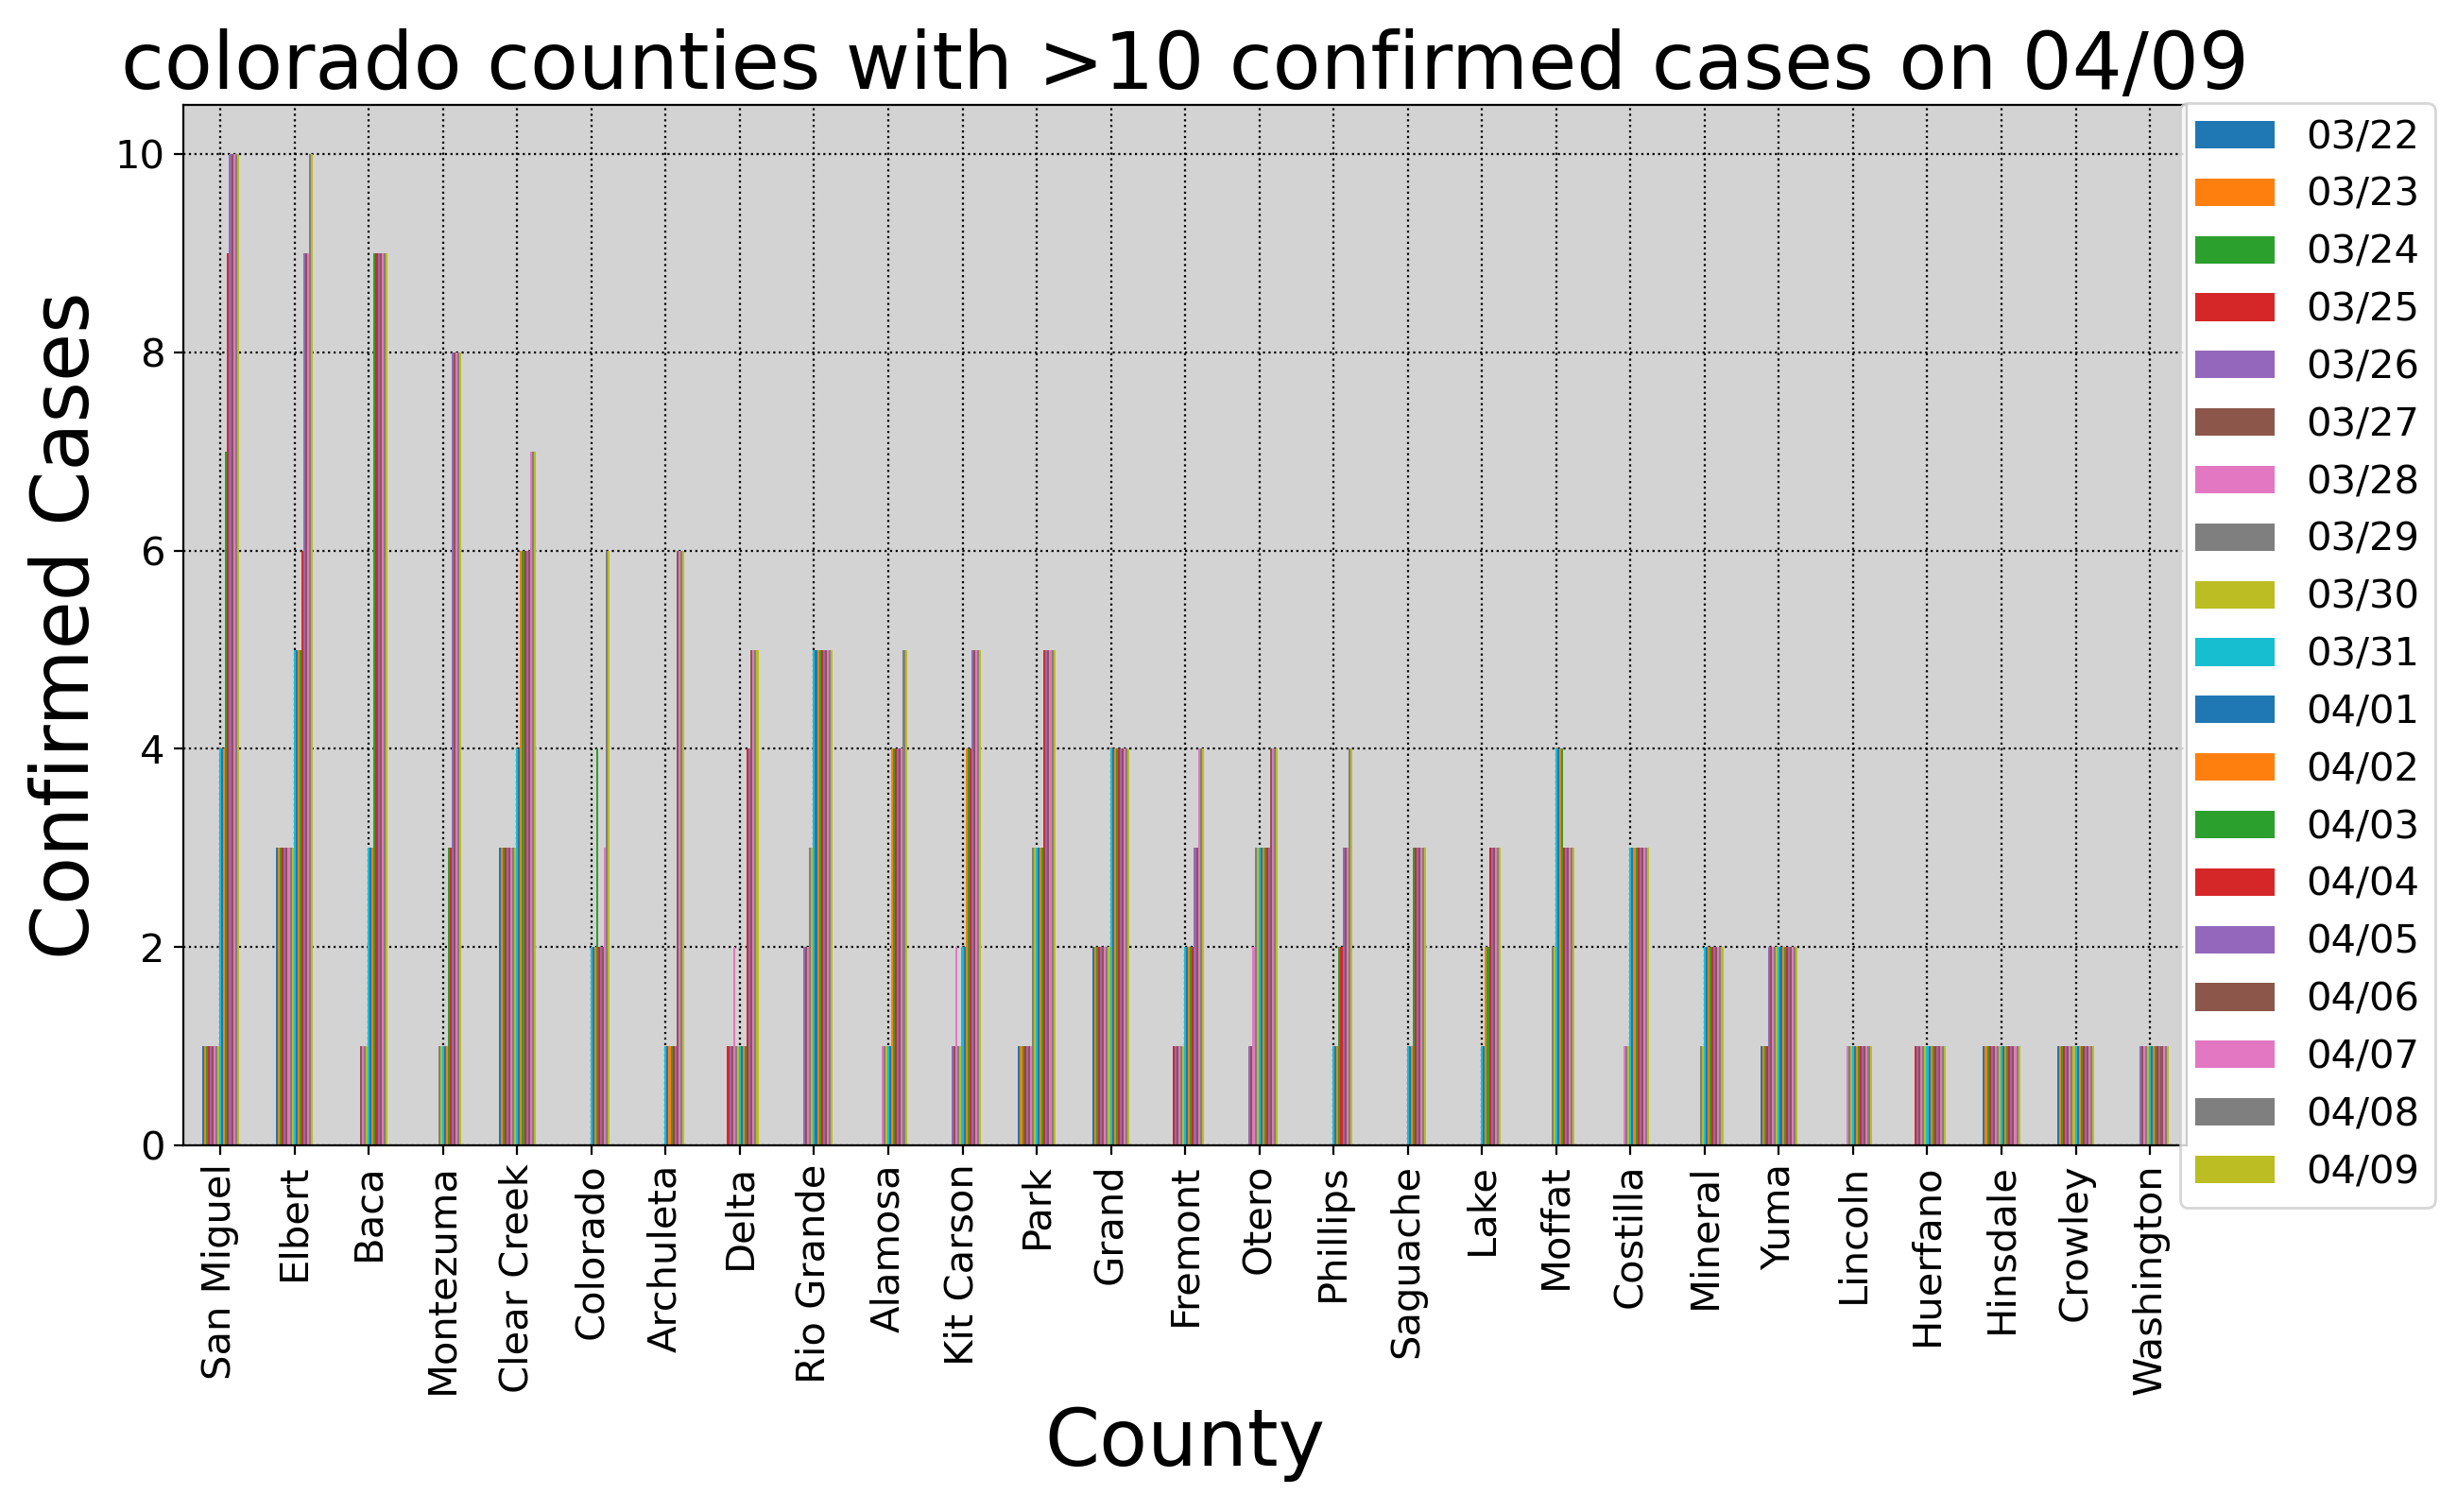 colorado counties with >10 confirmed cases on 04/09
Confirmed Cases
10
8
6
4
2
0
03/22
03/23
03/24
03/25
03/26
03/27
03/28
03/29
03/30
03/31
04/01
04/02
04/03
04/04
04/05
04/06
04/07
04/08
04/09
San Miguel
Elbert
Baca
Montezuma
Clear Creek
Colorado
Archuleta
Delta
Rio Grande
Alamosa
Kit Carson
Park
Grand
Fremont
Otero
Phillips
Saguache
Lake
Moffat
Costilla
Mineral
Yuma
Lincoln
Huerfano
Hinsdale
Crowley
Washington
County